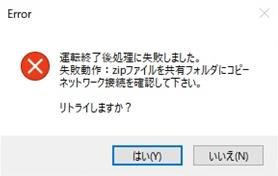 Error
運転終了後処理に失敗しました。
失敗動作：zipファイルを共有フォルダにコピー
ネットワーク接続を確認して下さい。
リトライしますか？
はい(Y)
いいえ(N)